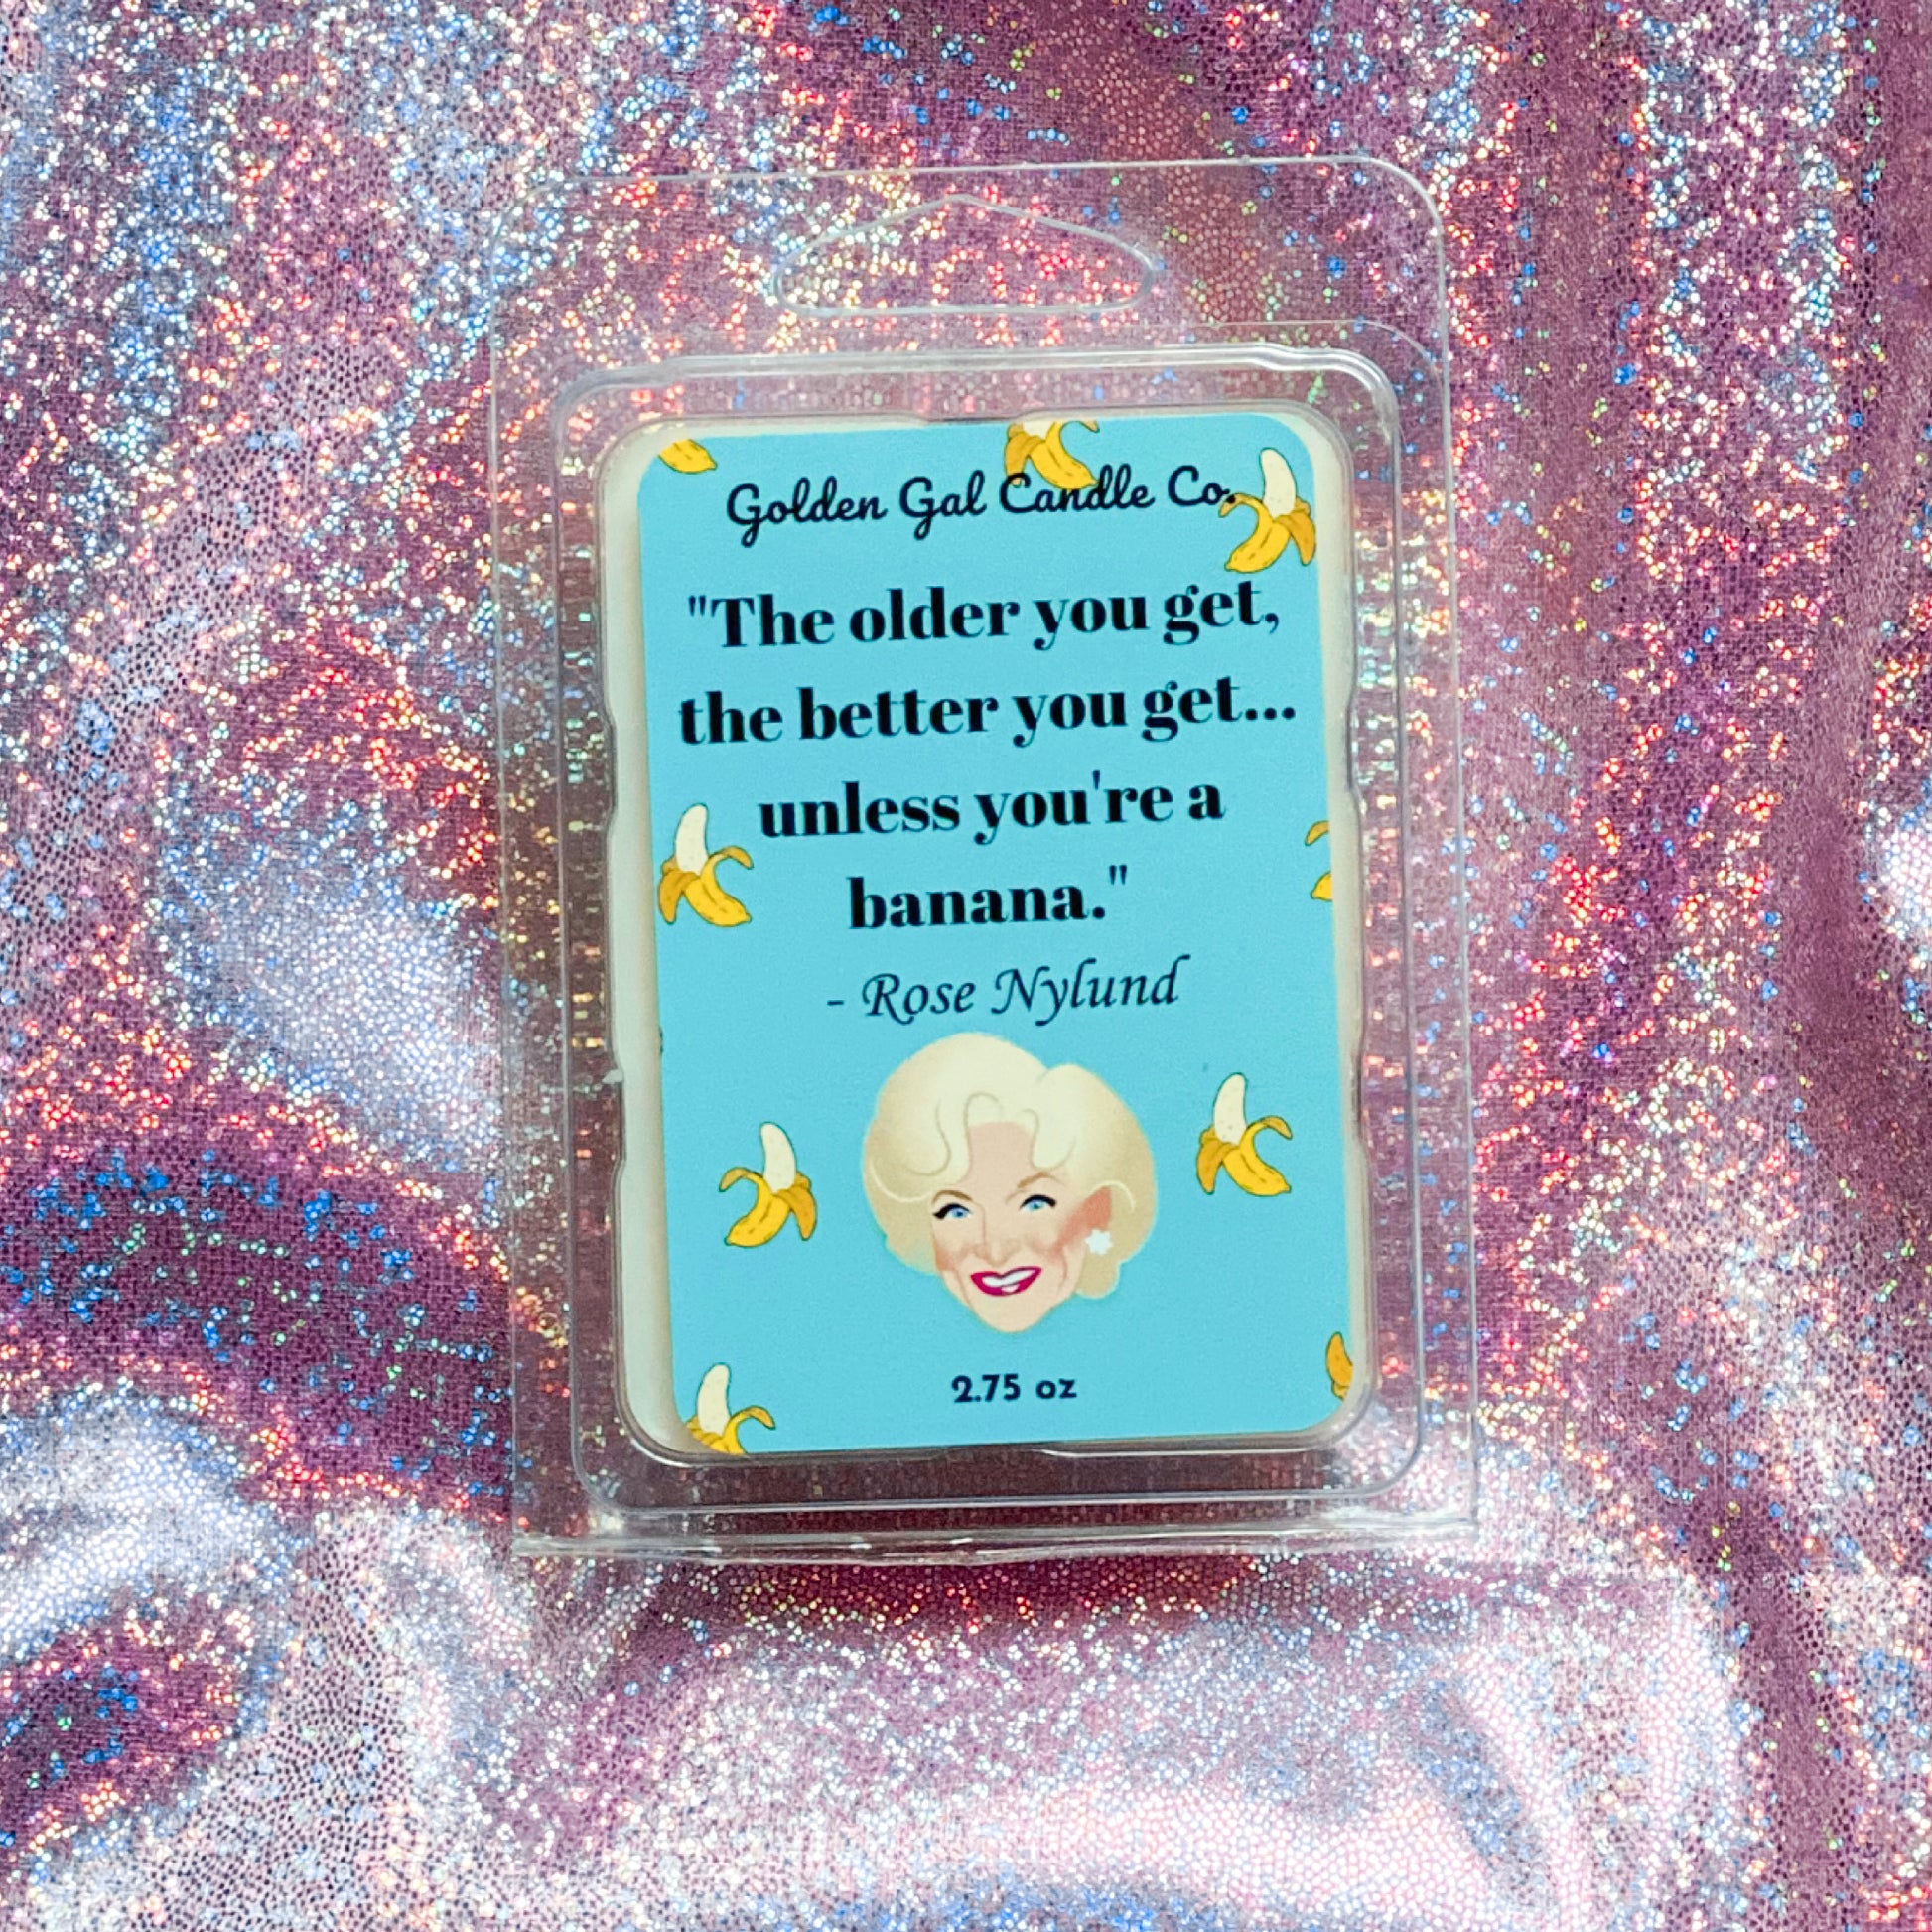 Golden Gal Candle Co.
"The older you get,
the better you get...
unless you're a
banana."
- Rose Nylund
2.75 oz